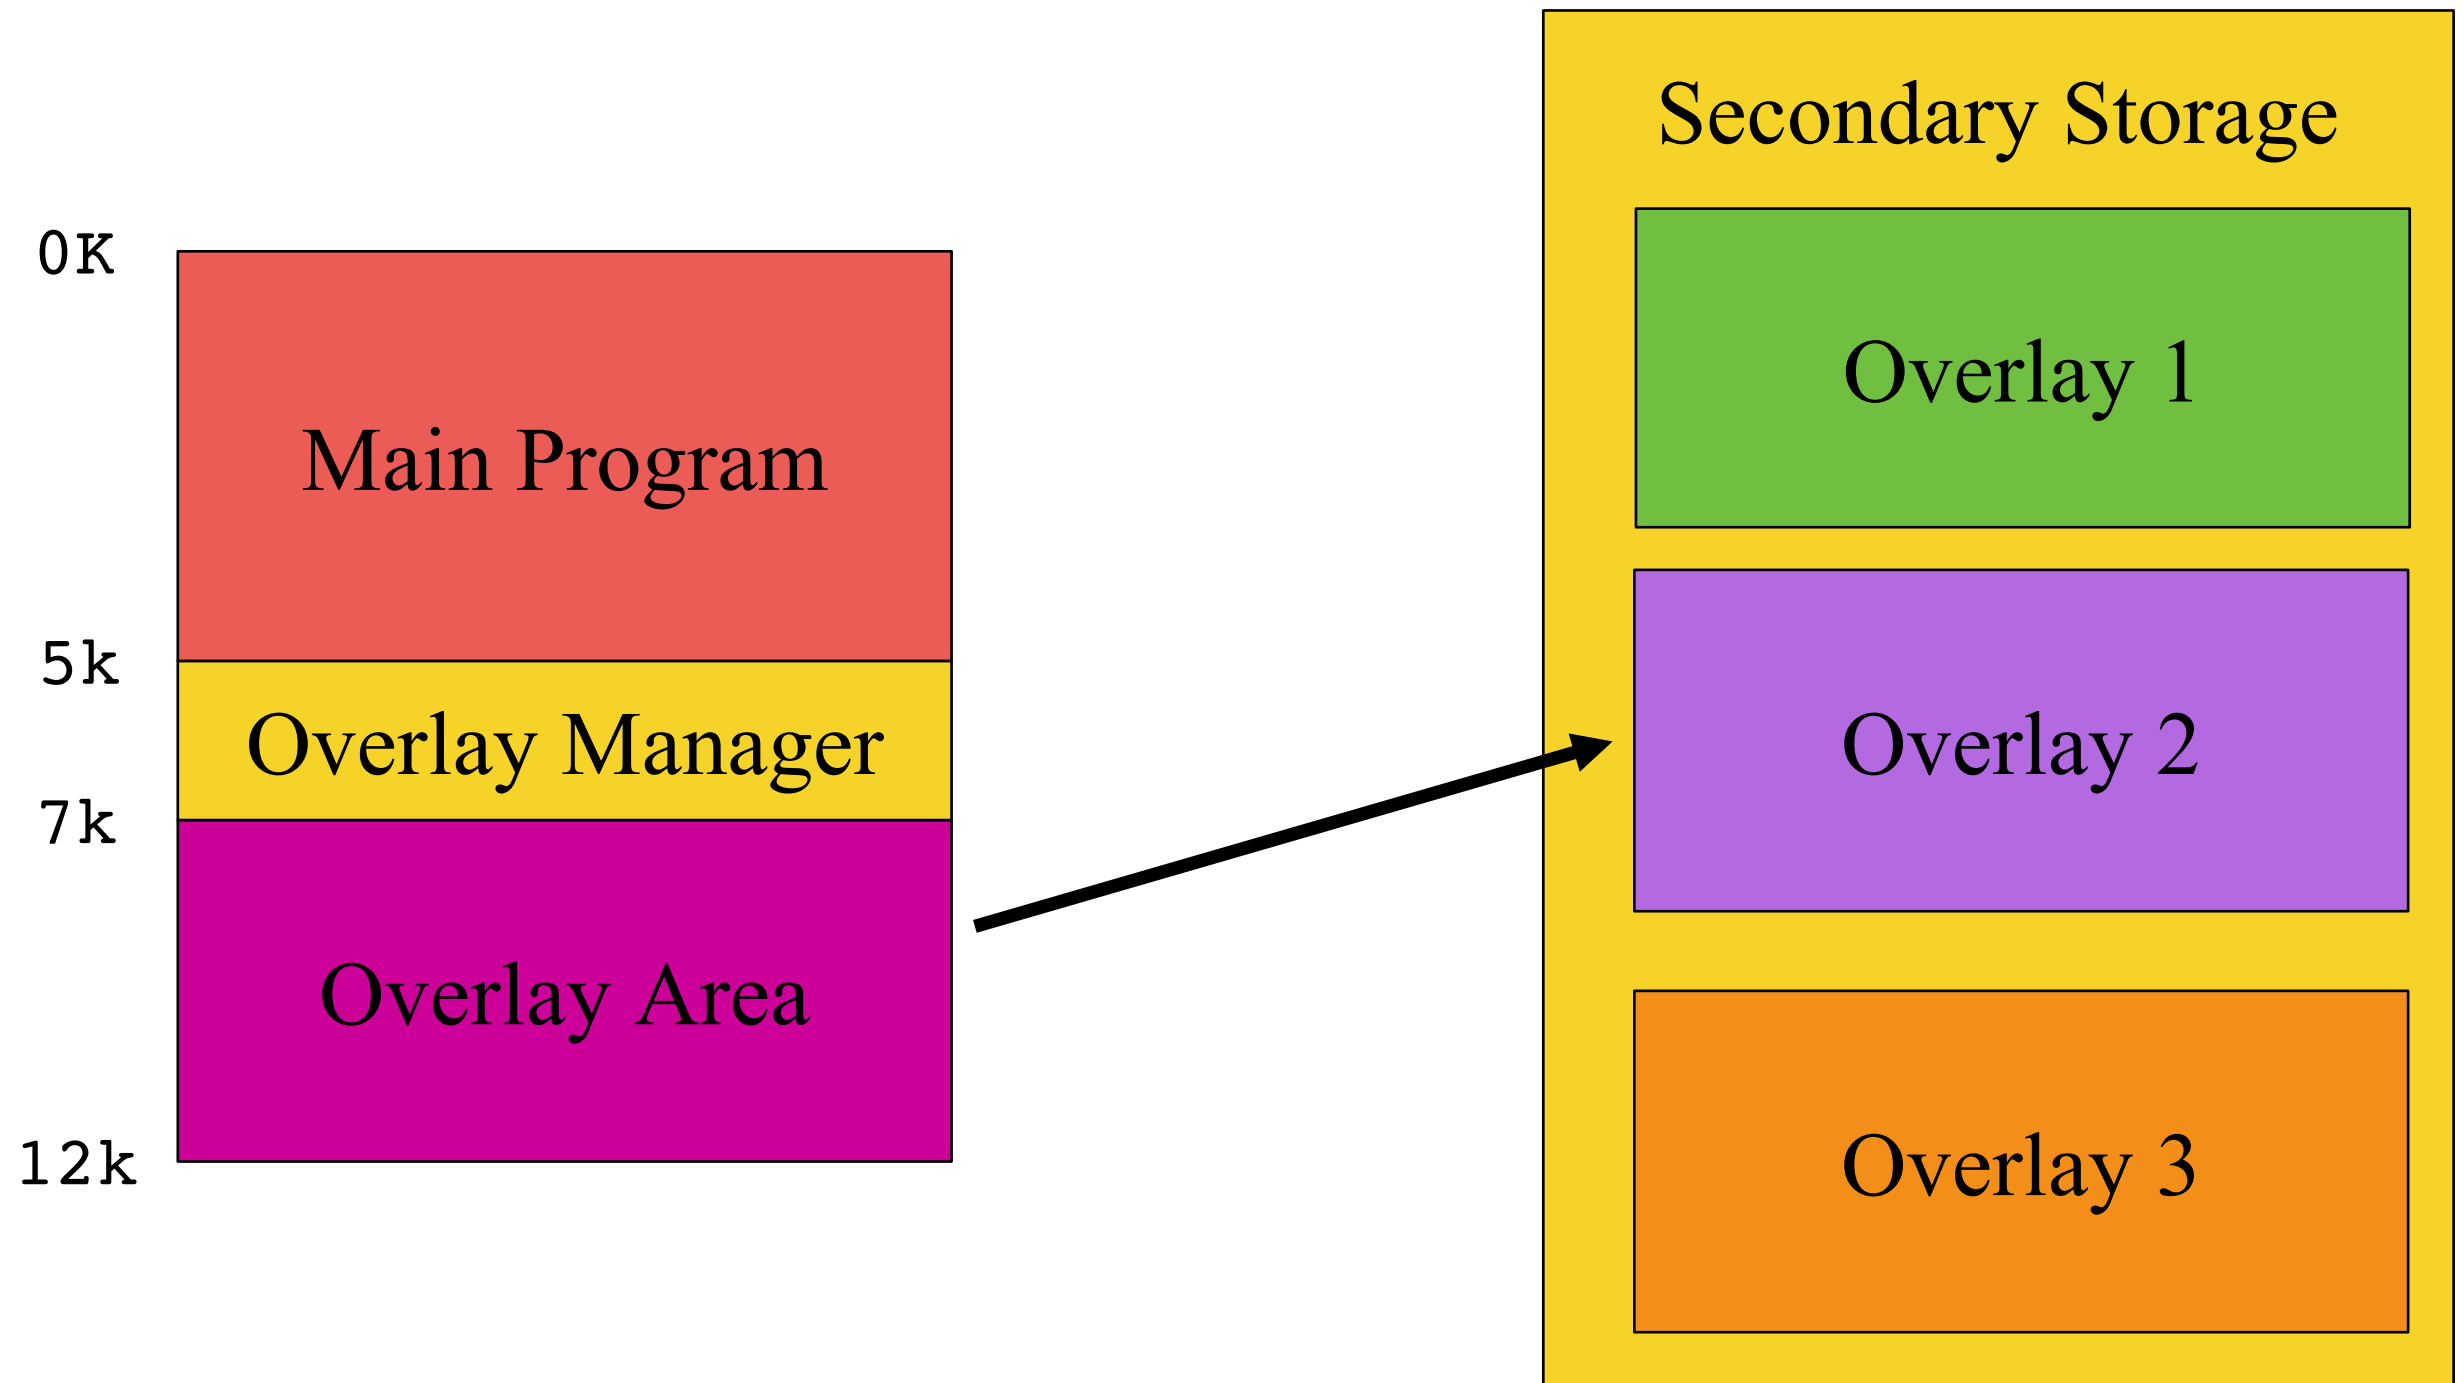 0K
Main Program
5k
Overlay Manager
7k
Overlay Area
12k
Secondary Storage
Overlay 1
Overlay 2
Overlay 3